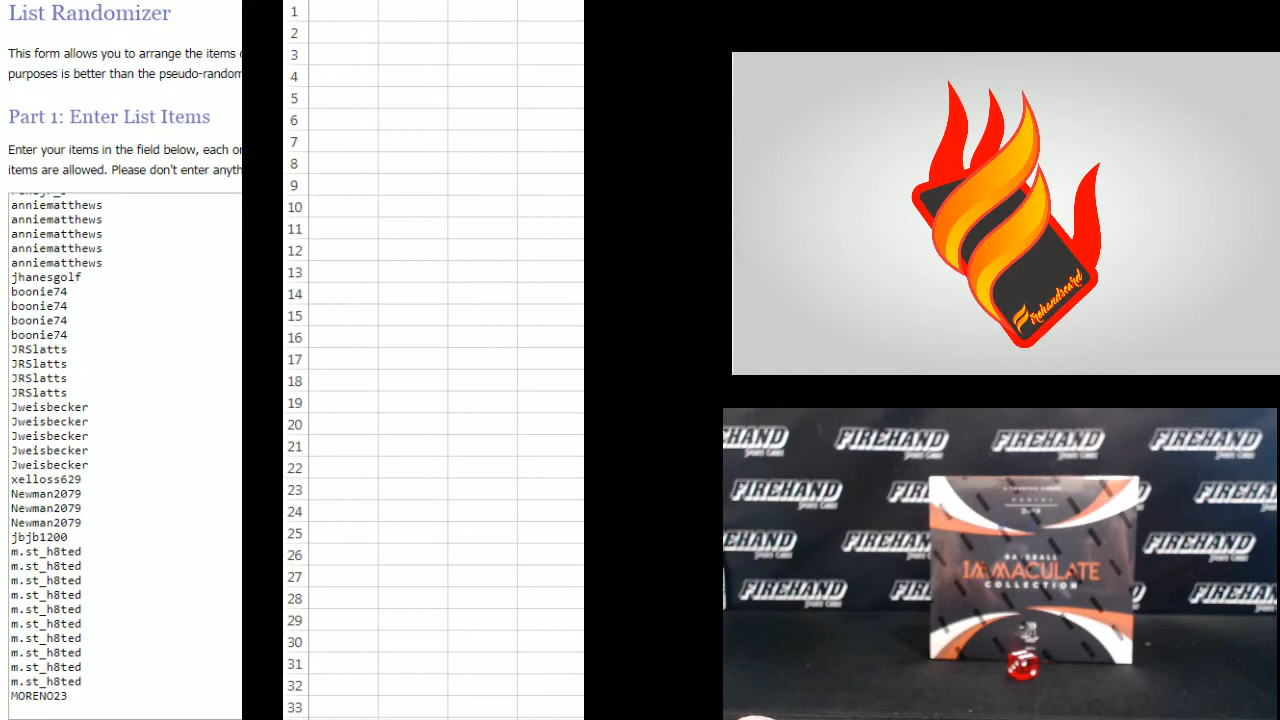 List Randomizer
This form allows you to arrange the items
purposes is better than the pseudo-random
Part 1: Enter List Items
Enter your items in the field below, each
items are allowed. Please don't enter
anniematthews
anniematthews
anniematthews
anniematthews
anniematthews
jhanesgolf
boonie74
boonie74
boonie74
boonie74
JRSlatts
JRSlatts
JRSlatts
JRSlatts
Jweisbecker
Jweisbecker
Jweisbecker
Jweisbecker
Jweisbecker
xelloss629
Newman2079
Newman2079
Newman2079
jbjb1200
m.st_h8ted
m.st_h8ted
m.st_h8ted
m.st_h8ted
m.st_h8ted
m.st_h8ted
m.st_h8ted
m.st_h8ted
m.st_h8ted
m.st_h8ted
MORENO23
1
2
3
4
5
6
7
8
9
10
11
12
13
14
15
16
17
18
19
20
21
22
23
24
25
26
27
28
29
30
31
32
33
Firehandscard
FIREHAND FIREHAND FIREHAND
FIREHAND
BASEBALL
IMMACULATE
COLLECTION